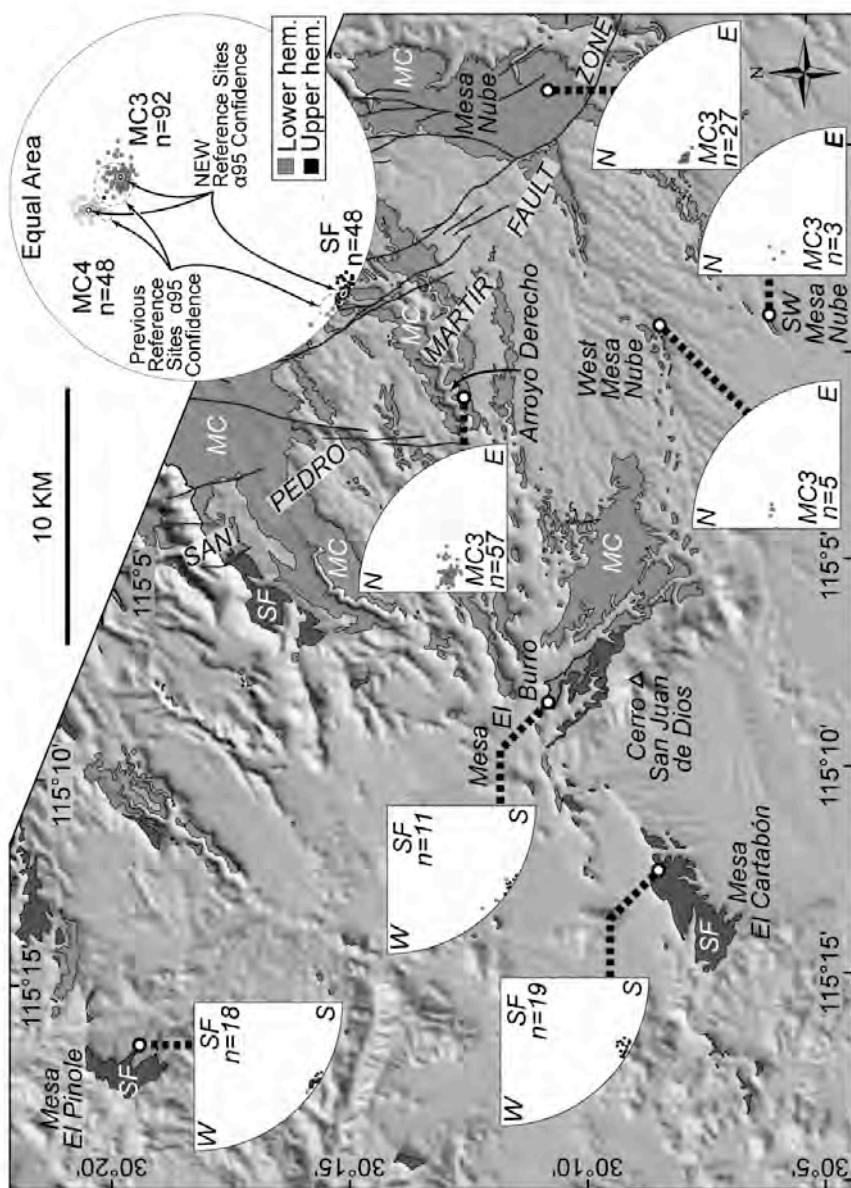 Equal Area
MC4
n=48
MC3
n=92
Previous
Reference
Sites α95
Confidence
NEW
Reference Sites
α95 Confidence
SF
n=48
Lower hem.
Upper hem.
10 KM
115°15'
115°10'
115°5'
30°20'
30°15'
30°10'
30°5'
Mesa
El Pinole
SF
W
SF
n=18
S
W
SF
n=19
S
SF
Mesa
El Cartabón
W
SF
n=11
S
Mesa
El
Burro
Cerro
San Juan
de Dios
SAN
PEDRO
MARTIR
FAULT
ZONE
SF
MC
MC
MC
MC
MC
N
MC3
n=57
E
Arroyo Derecho
West Mesa
Nube
N
MC3
n=5
E
SW
Mesa Nube
N
MC3
n=3
E
Mesa
Nube
N
MC3
n=27
E
N